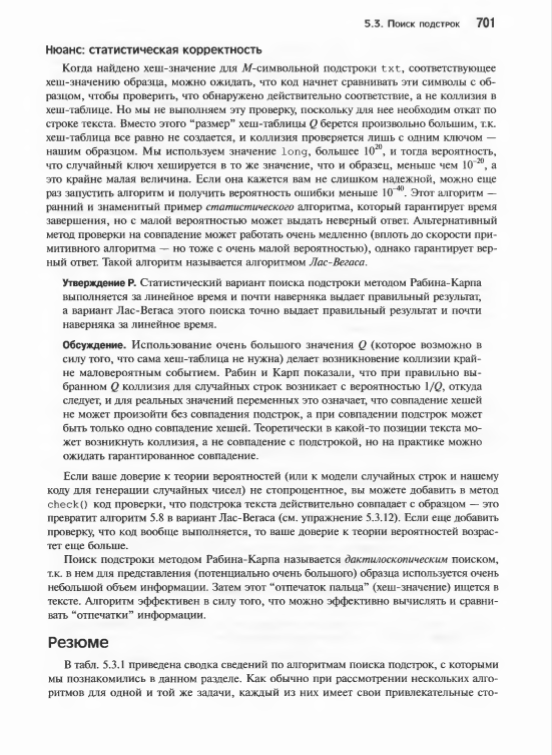 5.3. Поиск подстрок 701
Нюанс: статистическая корректность
Когда найдено хеш-значение для M-символьной подстроки txt, соответствующее
хеш-значению образца, можно ожидать, что код начнет сравнивать эти символы с об-
разцом, чтобы проверить, что обнаружено действительно соответствие, а не коллизия в
хеш-таблице. Но мы не выполняем эту проверку, поскольку для нее необходим откат по
строке текста. Вместо этого "размер" хеш-таблицы Q берется произвольно большим, т.к.
хеш-таблица все равно не создается, и коллизия проверяется лишь с одним ключом —
нашим образцом. Мы используем значение long, большее 10²⁰, и тогда вероятность,
что случайный ключ хешируется в то же значение, что и образец, меньше чем 10⁻²⁰, а
это крайне малая величина. Если она кажется вам не слишком надежной, можно еще
раз запустить алгоритм и получить вероятность ошибки меньше 10⁻⁴⁰. Этот алгоритм —
ранний и знаменитый пример статистического алгоритма, который гарантирует время
завершения, но с малой вероятностью может выдать неверный ответ. Альтернативный
метод проверки на совпадение может работать очень медленно (вплоть до скорости при-
митивного алгоритма — но тоже с очень малой вероятностью), однако гарантирует вер-
ный ответ. Такой алгоритм называется алгоритмом Лас-Вегаса.
Утверждение Р. Статистический вариант поиска подстроки методом Рабина-Карпа
выполняется за линейное время и почти наверняка выдает правильный результат,
а вариант Лас-Вегаса этого поиска точно выдает правильный результат и почти
наверняка за линейное время.
Обсуждение. Использование очень большого значения Q (которое возможно в
силу того, что сама хеш-таблица не нужна) делает возникновение коллизии край-
не маловероятным событием. Рабин и Карп показали, что при правильно вы-
бранном Q коллизия для случайных строк возникает с вероятностью 1/Q, откуда
следует, и для реальных значений переменных это означает, что совпадение хешей
не может произойти без совпадения подстрок, а при совпадении подстрок может
быть только одно совпадение хешей. Теоретически в какой-то позиции текста мо-
жет возникнуть коллизия, а не совпадение с подстрокой, но на практике можно
ожидать гарантированное совпадение.
Если ваше доверие к теории вероятностей (или к модели случайных строк и нашему
коду для генерации случайных чисел) не стопроцентное, вы можете добавить в метод
check() код проверки, что подстрока текста действительно совпадает с образцом — это
превратит алгоритм 5.8 в вариант Лас-Вегаса (см. упражнение 5.3.12). Если еще добавить
проверку, что код вообще выполняется, то ваше доверие к теории вероятностей возрас-
тет еще больше.
Поиск подстроки методом Рабина-Карпа называется дактилоскопическим поиском,
т.к. в нем для представления (потенциально очень большого) образца используется очень
небольшой объем информации. Затем этот "отпечаток пальца" (хеш-значение) ищется в
тексте. Алгоритм эффективен в силу того, что можно эффективно вычислять и сравни-
вать "отпечатки" информации.
Резюме
В табл. 5.3.1 приведена сводка сведений по алгоритмам поиска подстрок, с которыми
мы познакомились в данном разделе. Как обычно при рассмотрении нескольких алго-
ритмов для одной и той же задачи, каждый из них имеет свои привлекательные сто-